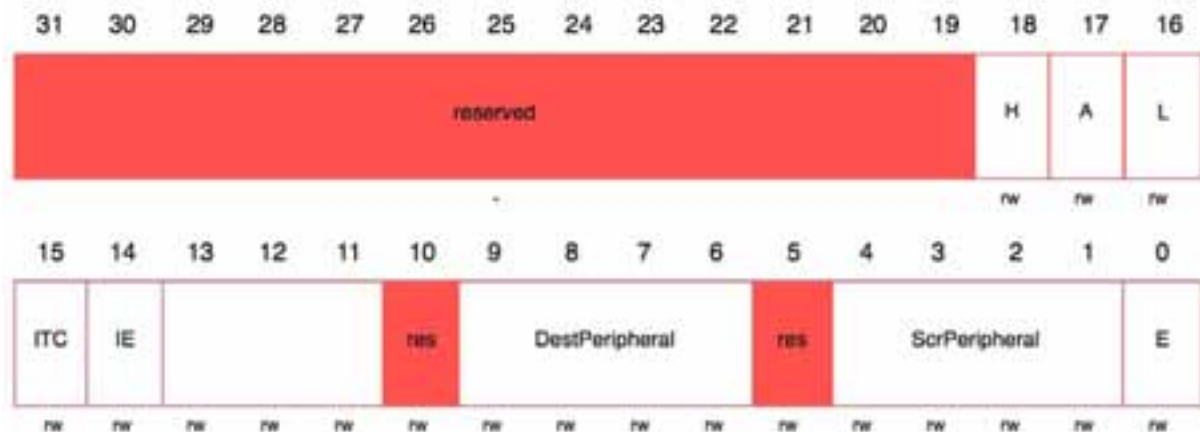 31 30 29 28 27 26 25 24 23 22 21 20 19 18 17 16
reserved H A L
- rw rw rw
15 14 13 12 11 10 9 8 7 6 5 4 3 2 1 0
ITC IE res DestPeripheral res ScrPeripheral E
rw rw rw rw rw rw rw rw rw rw rw rw rw rw rw rw